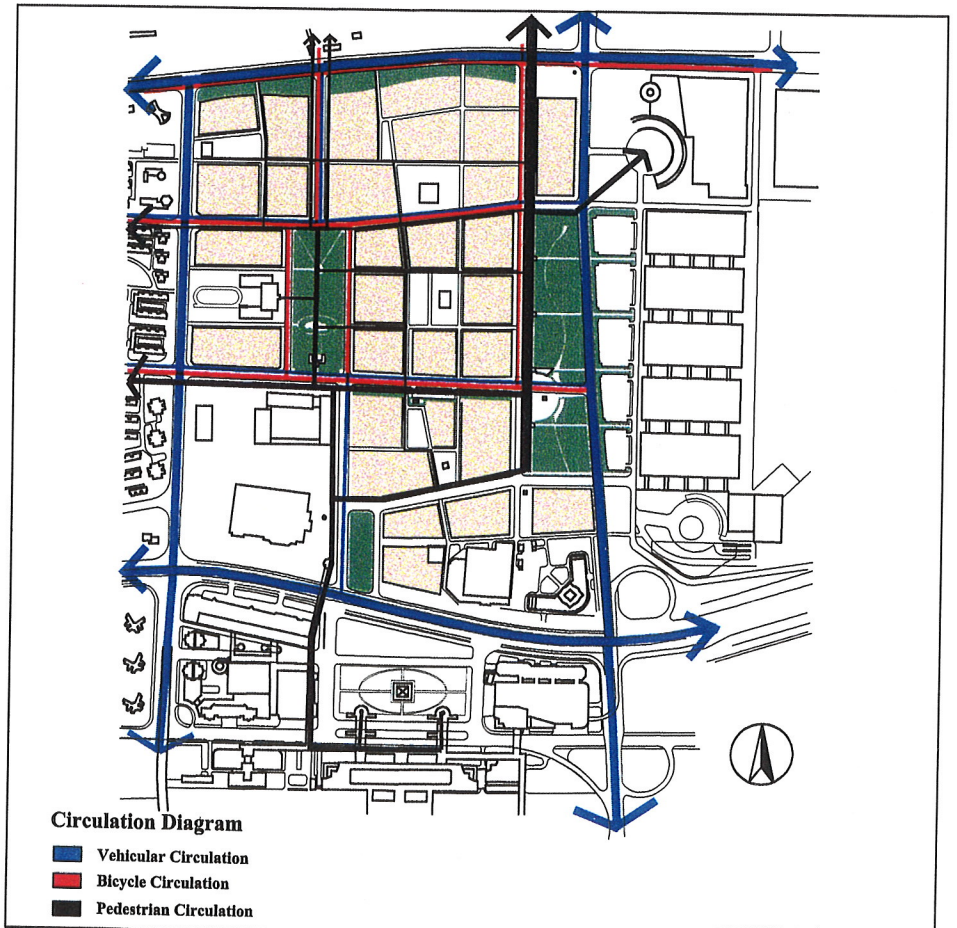 Circulation Diagram
Vehicular Circulation
Bicycle Circulation
Pedestrian Circulation